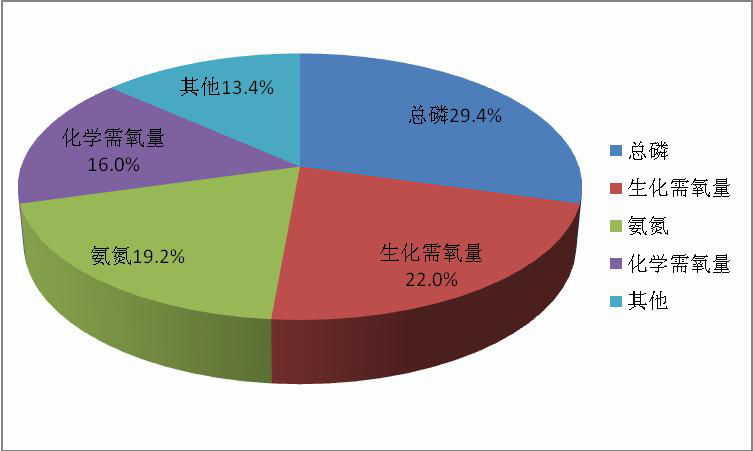 其他13.4%
总磷29.4%
化学需氧量
16.0%
氨氮19.2%
生化需氧量
22.0%
总磷
生化需氧量
氨氮
化学需氧量
其他